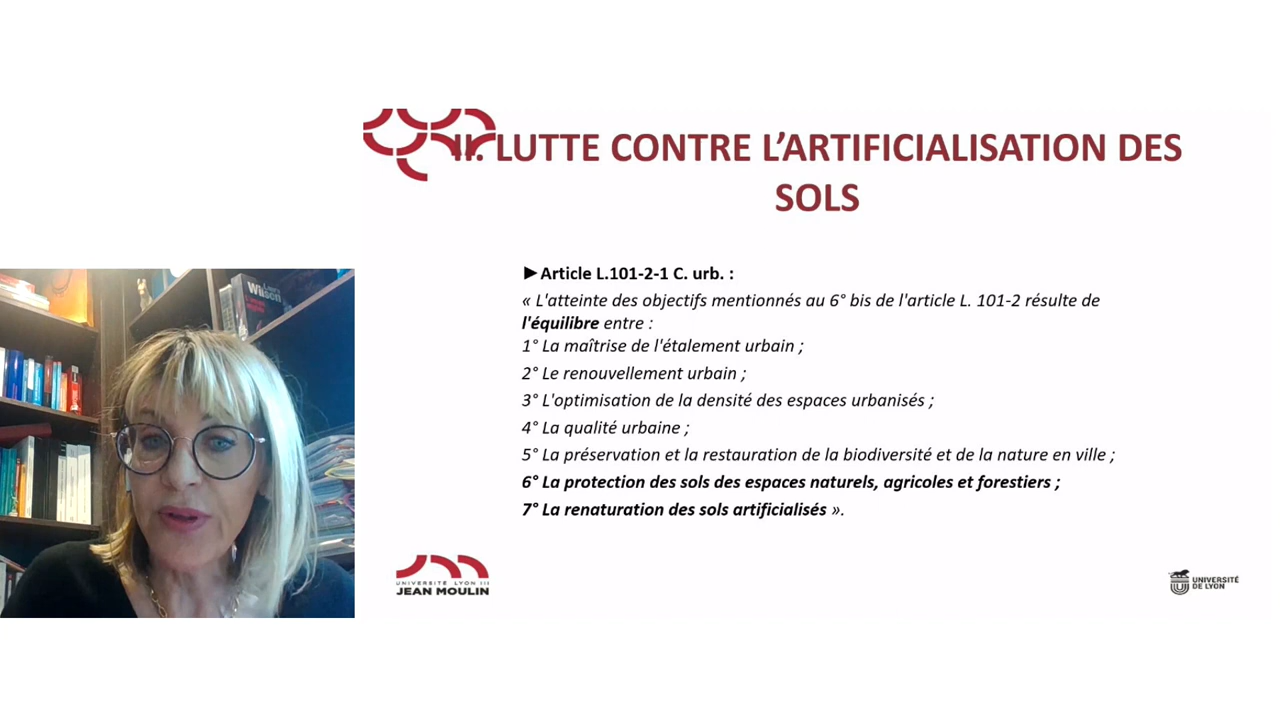 II. LUTTE CONTRE L’ARTIFICIALISATION DES
SOLS
►Article L.101-2-1 C. urb. :
« L'atteinte des objectifs mentionnés au 6° bis de l'article L. 101-2 résulte de
l'équilibre entre :
1° La maîtrise de l'étalement urbain ;
2° Le renouvellement urbain ;
3° L'optimisation de la densité des espaces urbanisés ;
4° La qualité urbaine ;
5° La préservation et la restauration de la biodiversité et de la nature en ville ;
6° La protection des sols des espaces naturels, agricoles et forestiers ;
7° La renaturation des sols artificialisés ».
UNIVERSITÉ LYON III
JEAN MOULIN
UNIVERSITÉ
DE LYON
Wilson